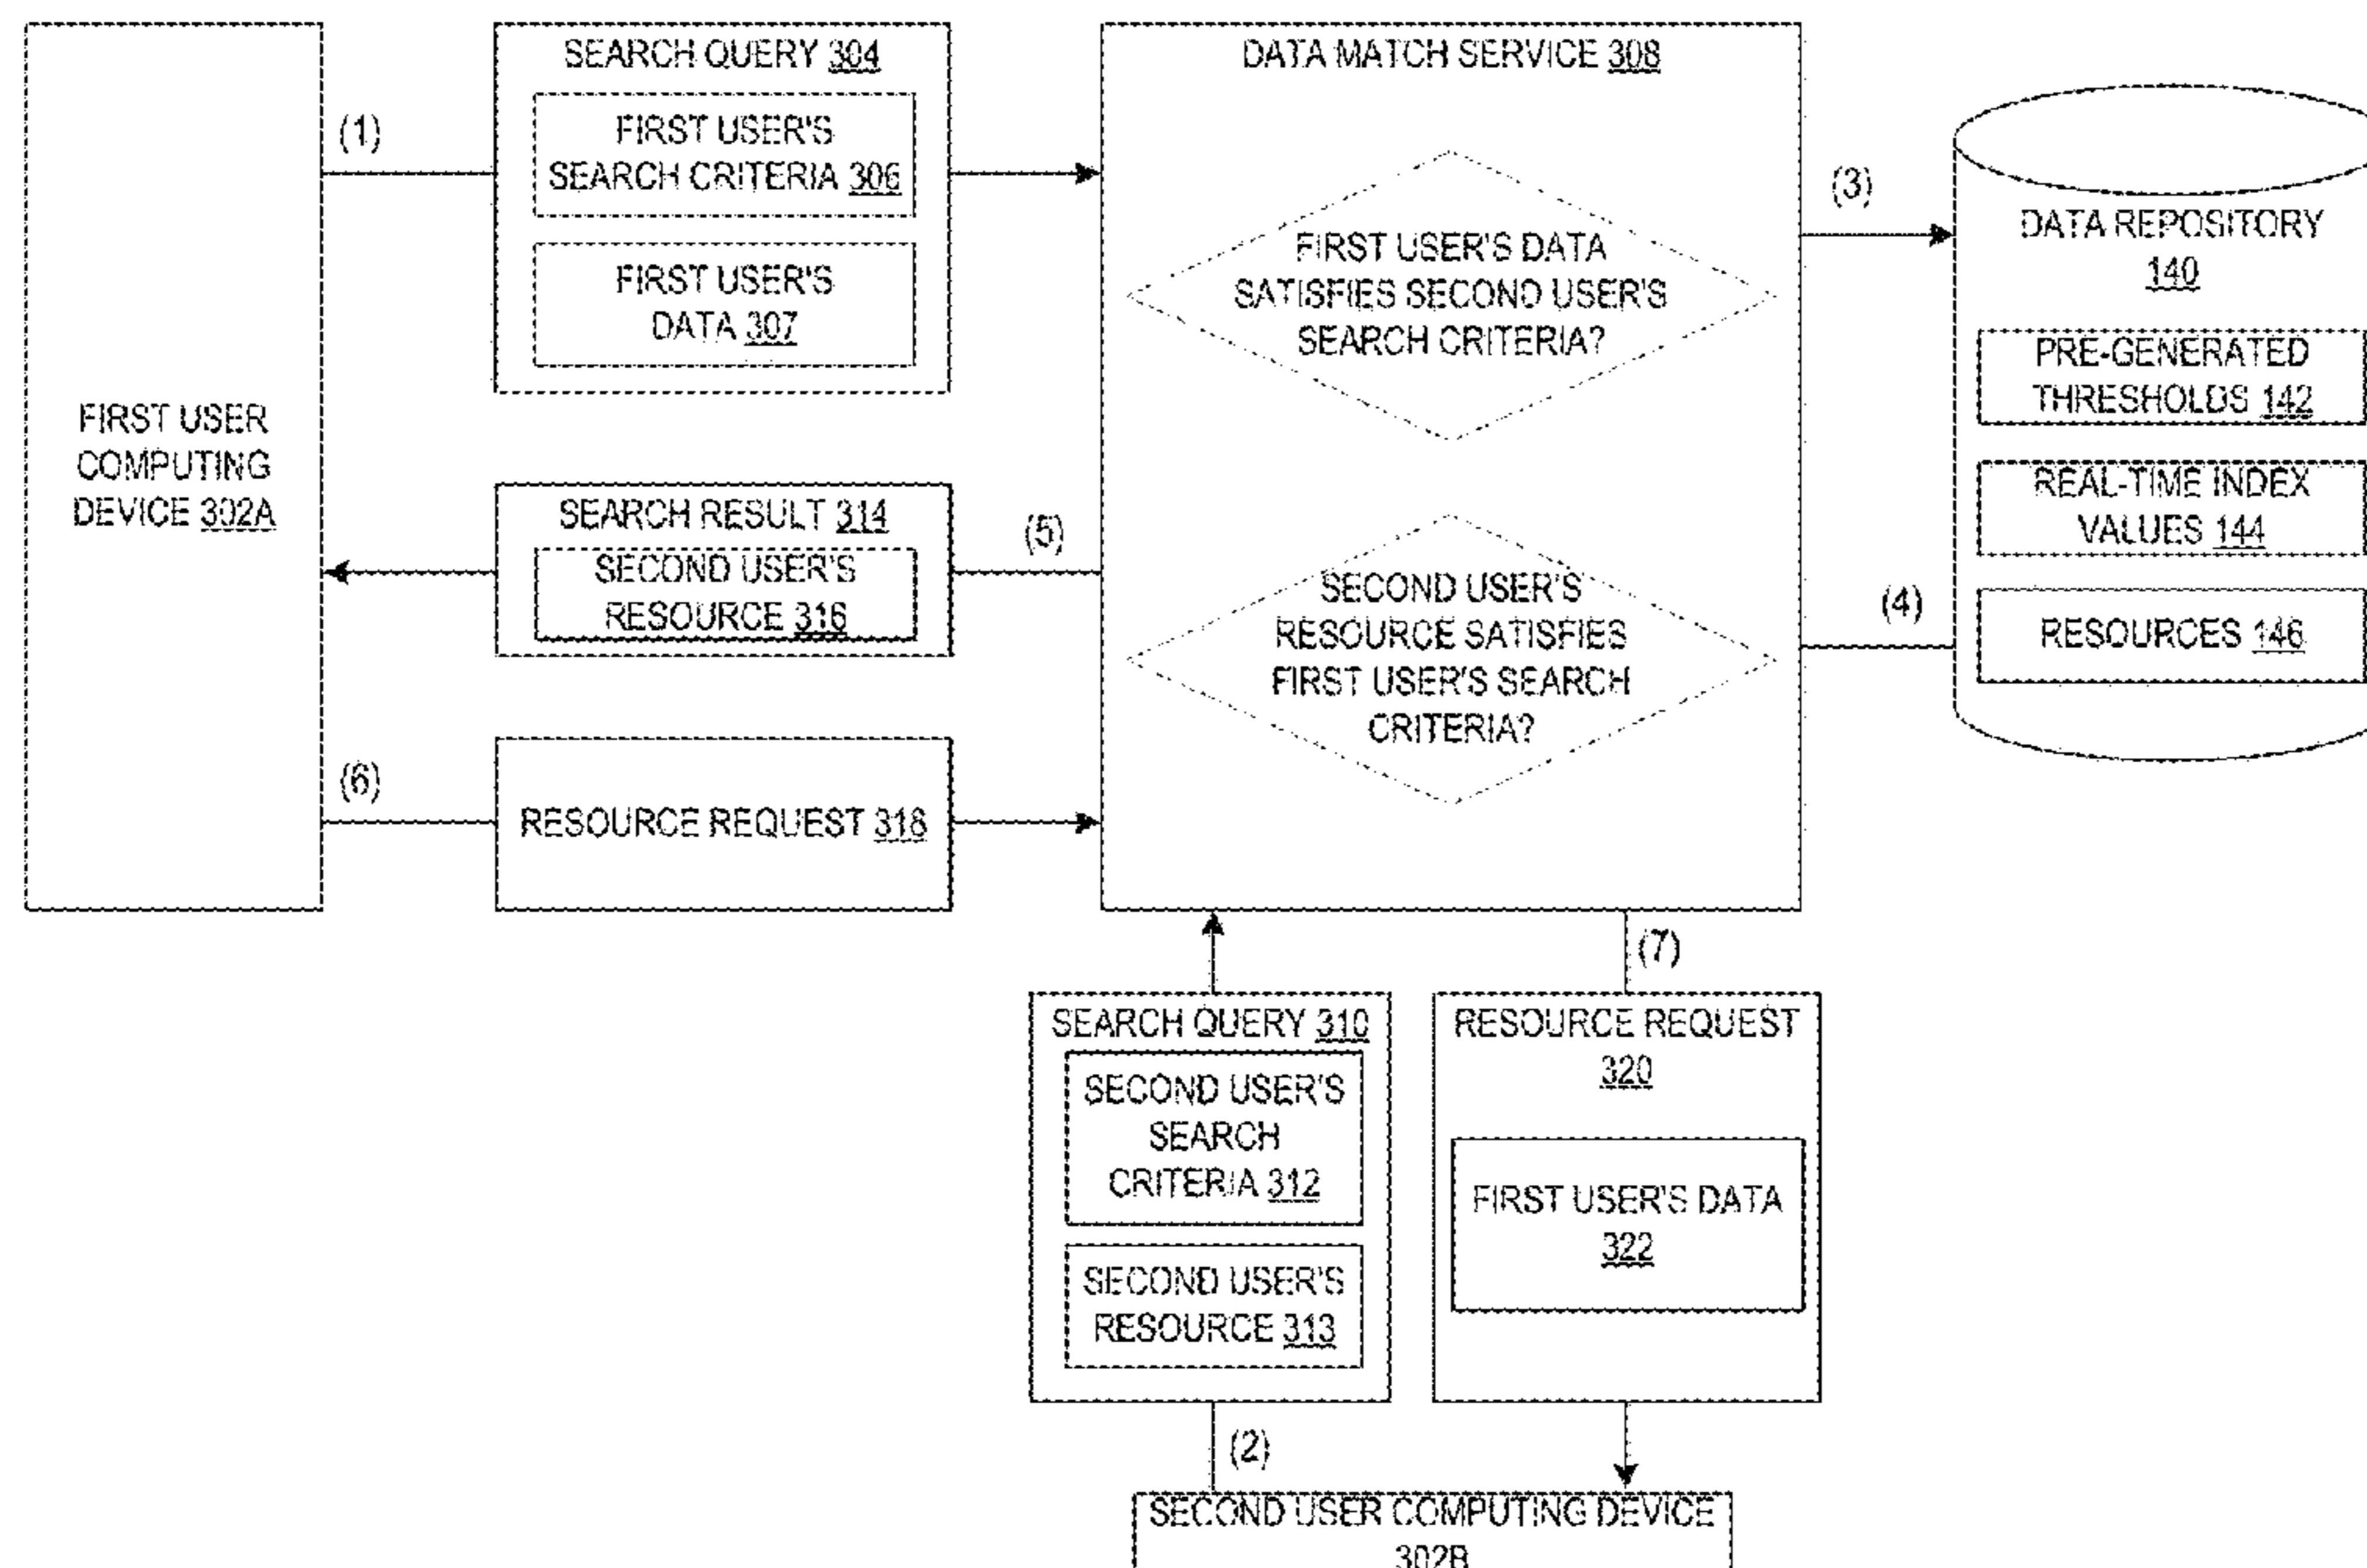 FIRST USER
COMPUTING
DEVICE 302A
(1)
SEARCH QUERY 304
FIRST USER'S
SEARCH CRITERIA 306
FIRST USER'S
DATA 307
DATA MATCH SERVICE 308
FIRST USER'S DATA
SATISFIES SECOND USER'S
SEARCH CRITERIA?
SECOND USER'S
RESOURCE SATISFIES
FIRST USER'S SEARCH
CRITERIA?
(3)
DATA REPOSITORY
140
PRE-GENERATED
THRESHOLDS 142
REAL-TIME INDEX
VALUES 144
RESOURCES 146
(4)
(5)
SEARCH RESULT 314
SECOND USER'S
RESOURCE 316
(6)
RESOURCE REQUEST 318
(7)
SEARCH QUERY 310
SECOND USER'S
SEARCH
CRITERIA 312
SECOND USER'S
RESOURCE 313
RESOURCE REQUEST
320
FIRST USER'S DATA
322
(2)
SECOND USER COMPUTING DEVICE
302B